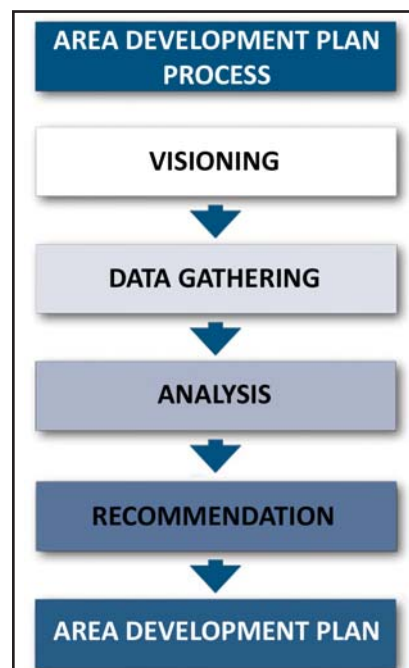 AREA DEVELOPMENT PLAN
PROCESS
VISIONING
DATA GATHERING
ANALYSIS
RECOMMENDATION
AREA DEVELOPMENT PLAN